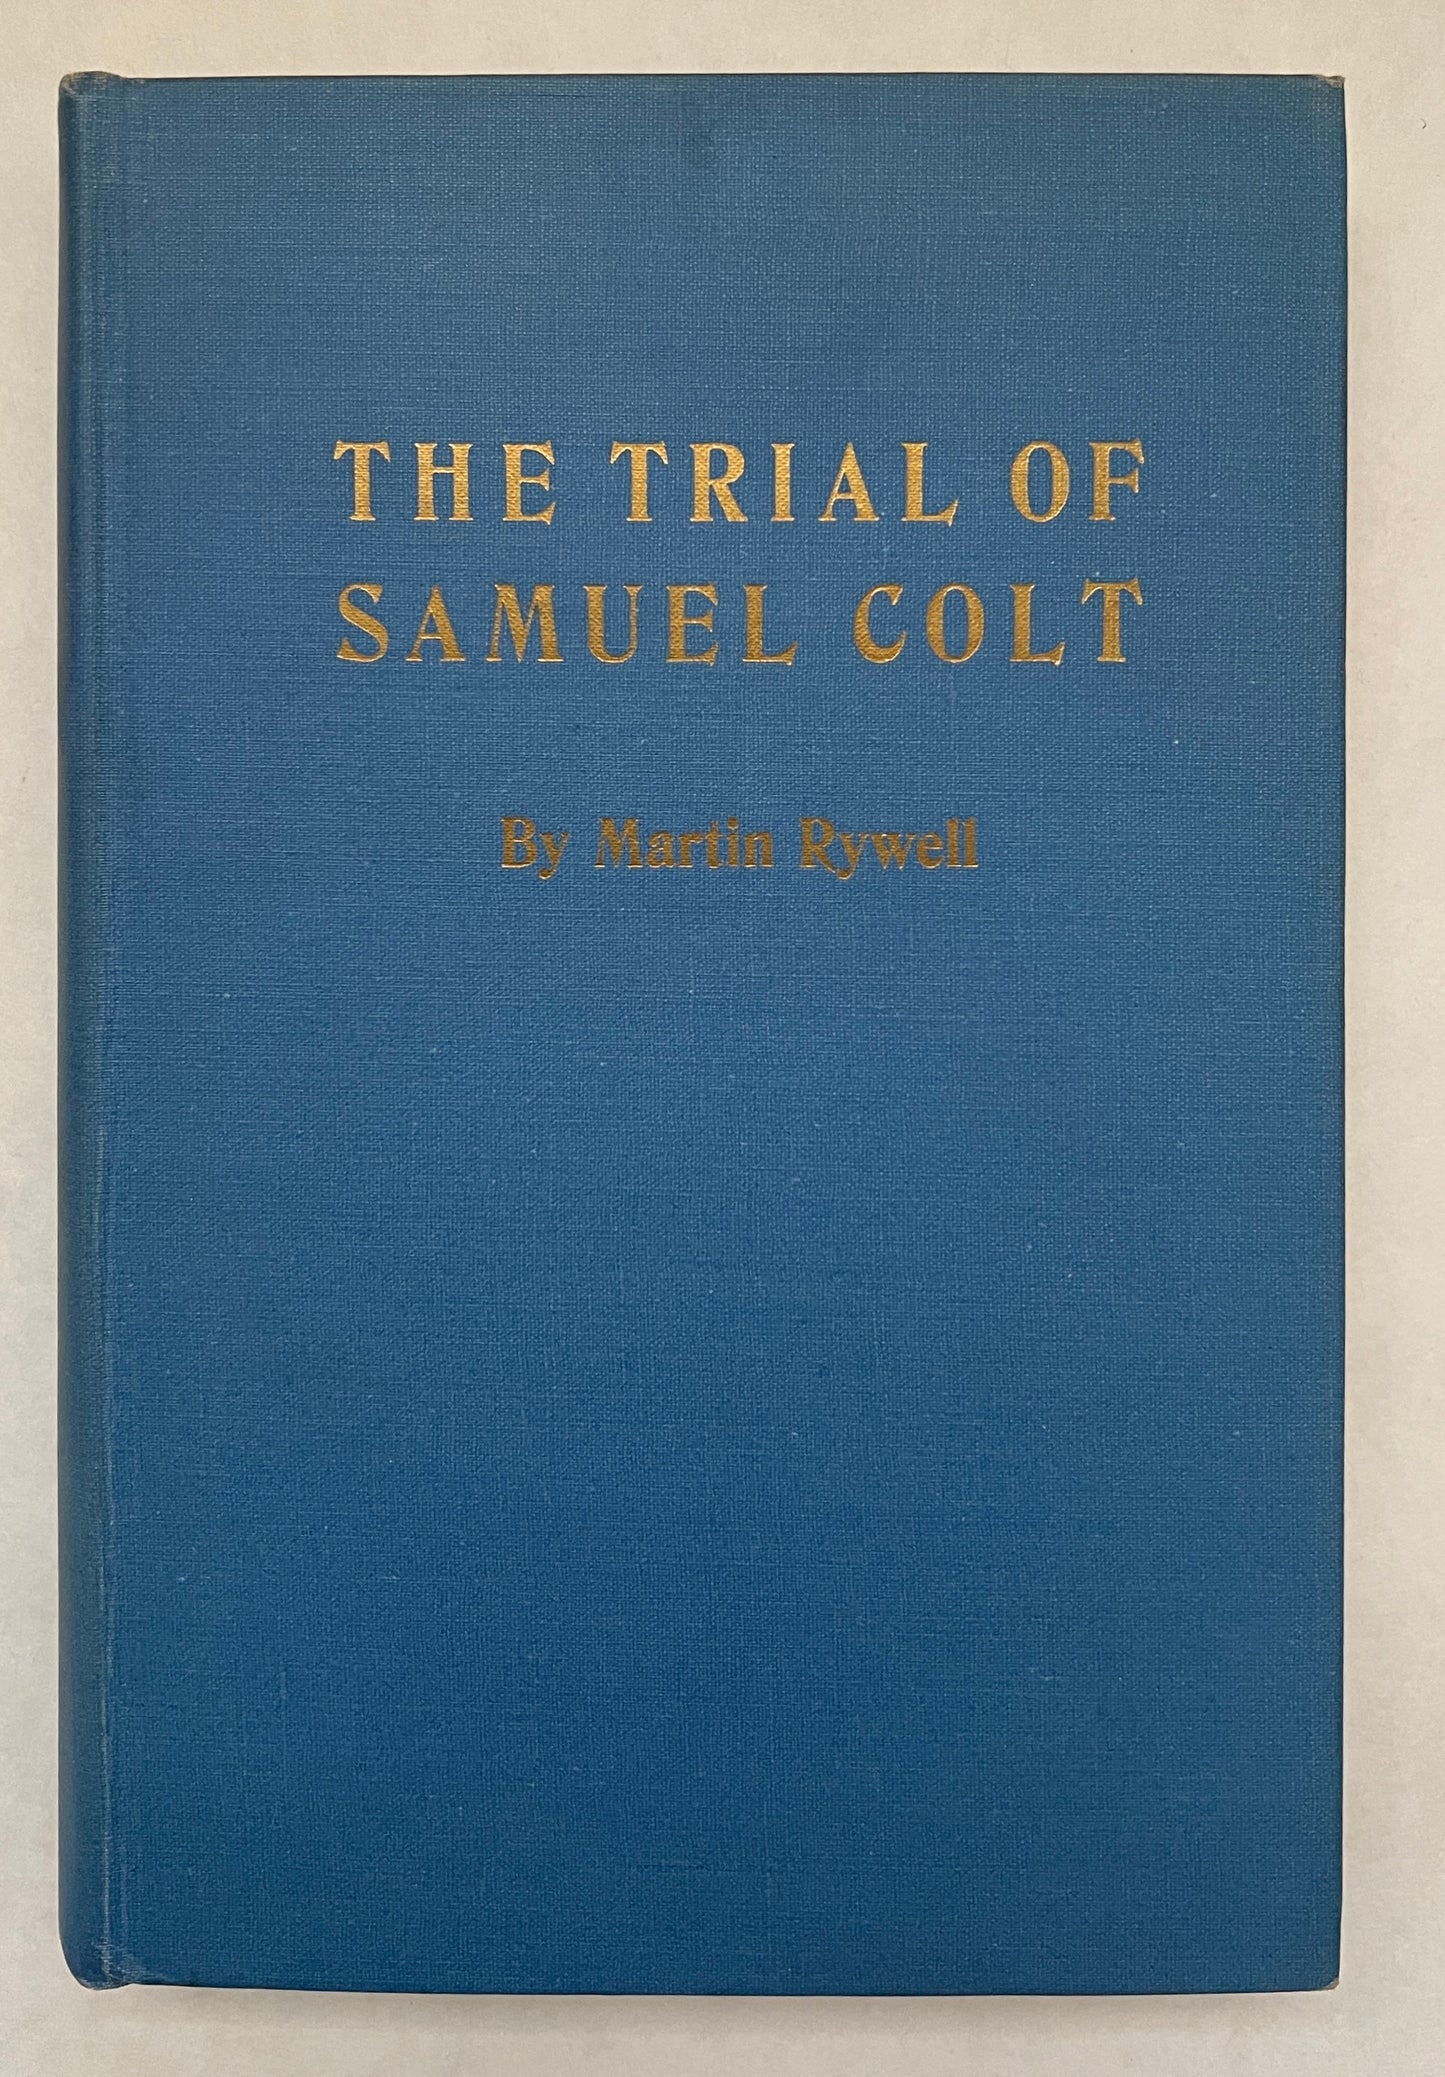 THE TRIAL OF
SAMUEL COLT
By Martin Rywell